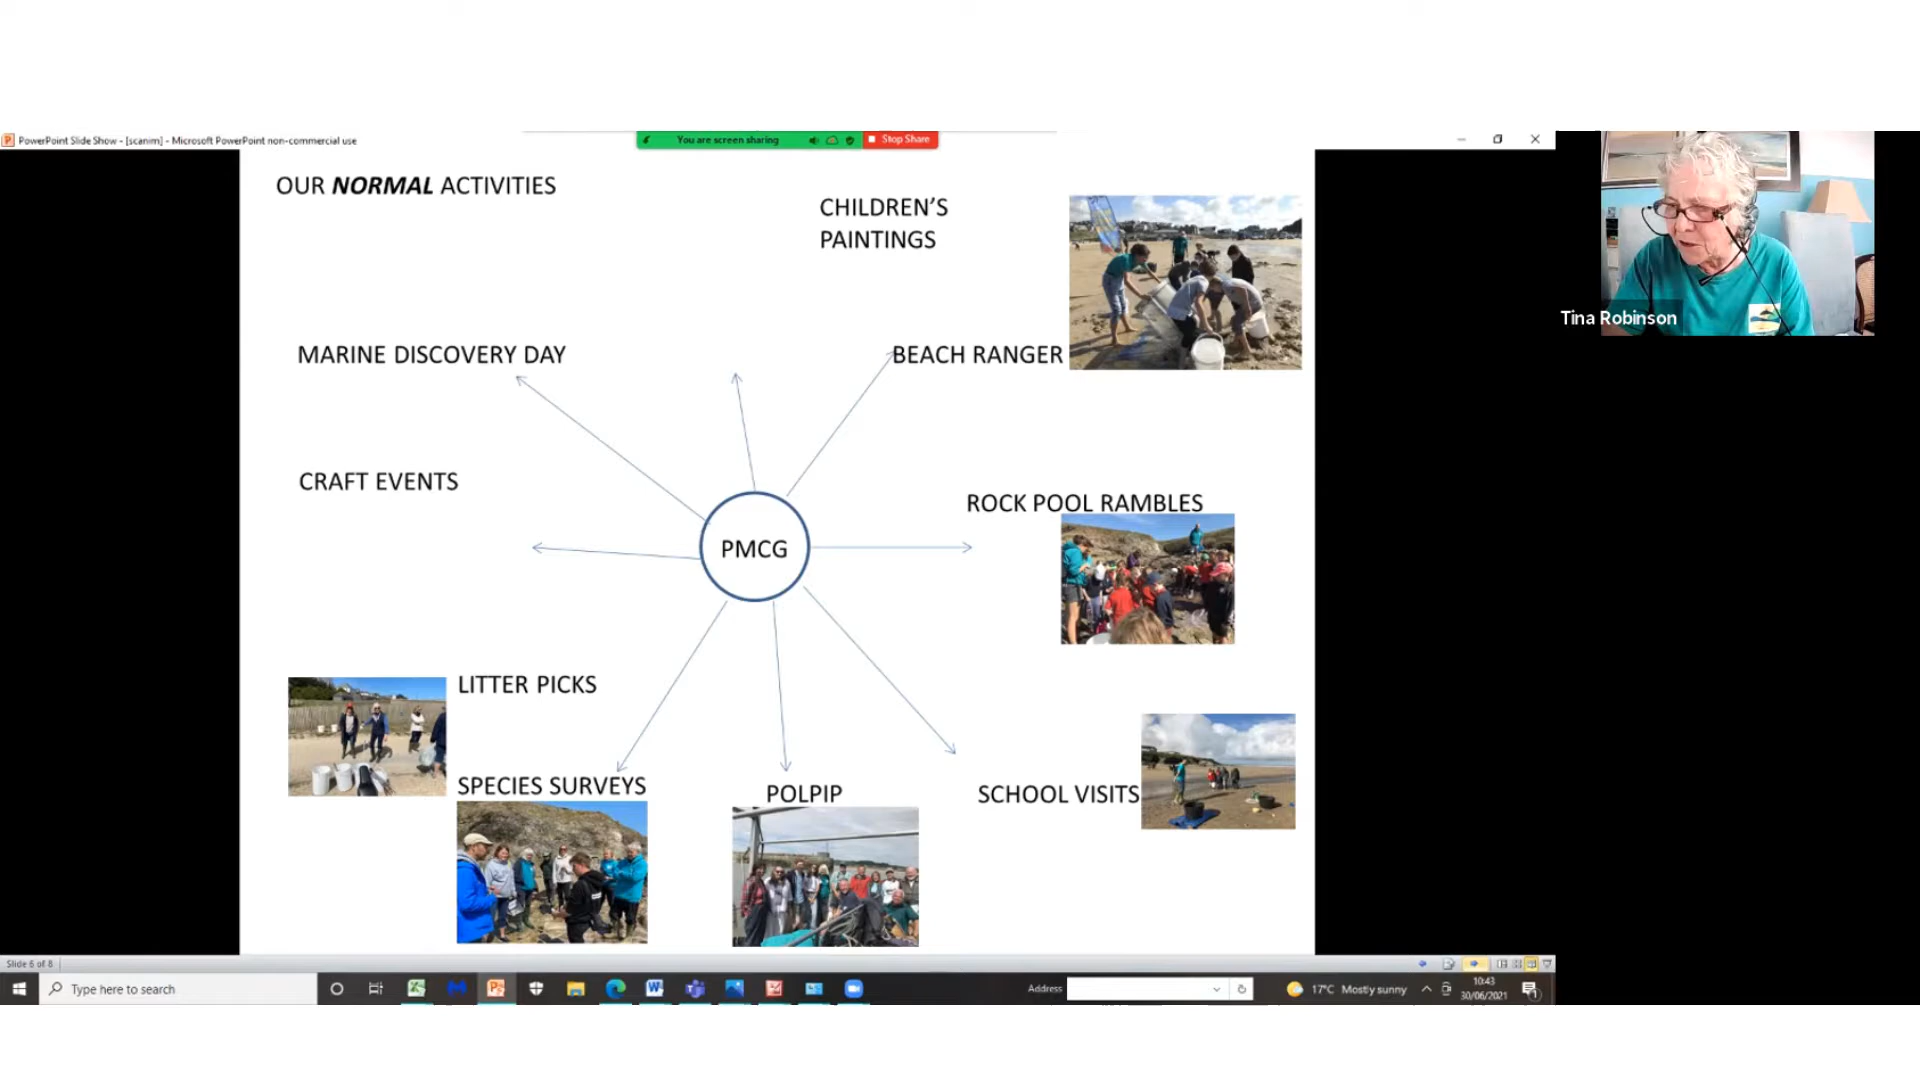 PowerPoint Slide Show - [scanim] - Microsoft PowerPoint non-commercial use
You are screen sharing
Stop Share
OUR NORMAL ACTIVITIES
CHILDREN'S
PAINTINGS
MARINE DISCOVERY DAY
BEACH RANGER
CRAFT EVENTS
ROCK POOL RAMBLES
PMCG
LITTER PICKS
SPECIES SURVEYS
POLPIP
SCHOOL VISITS
Tina Robinson
Slide 6 of 8
Type here to search
Address
17°C Mostly sunny
10:43
30/06/2021